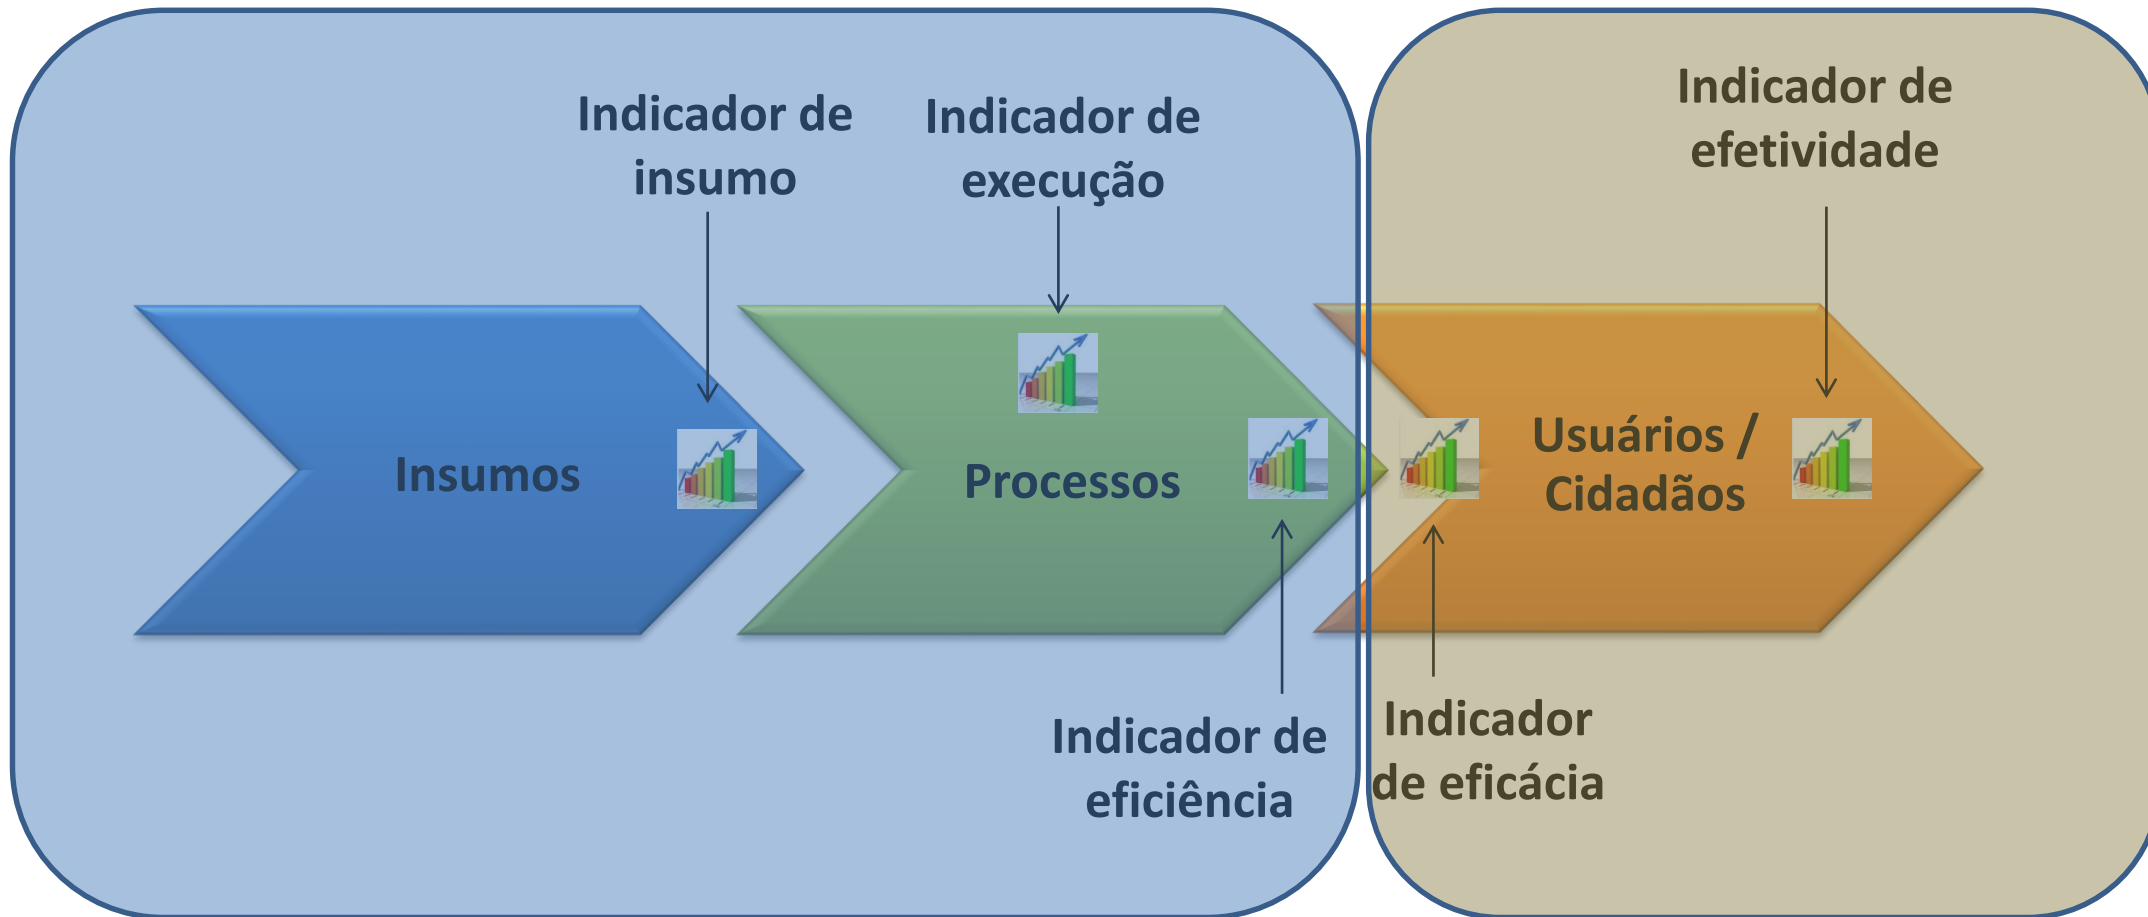 Indicador de
insumo
Indicador de
execução
Indicador de
efetividade
Insumos
Processos
Usuários /
Cidadãos
Indicador de
eficiência
Indicador
de eficácia